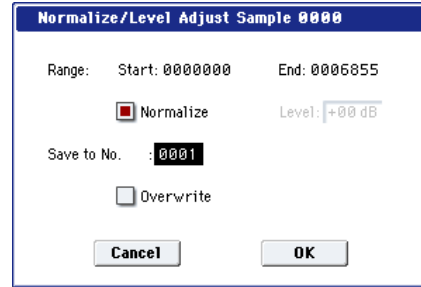 Normalize/Level Adjust Sample 0000
Range: Start: 0000000 End: 0006855
Normalize Level: +00 dB
Save to No. : 0001
Overwrite
Cancel OK